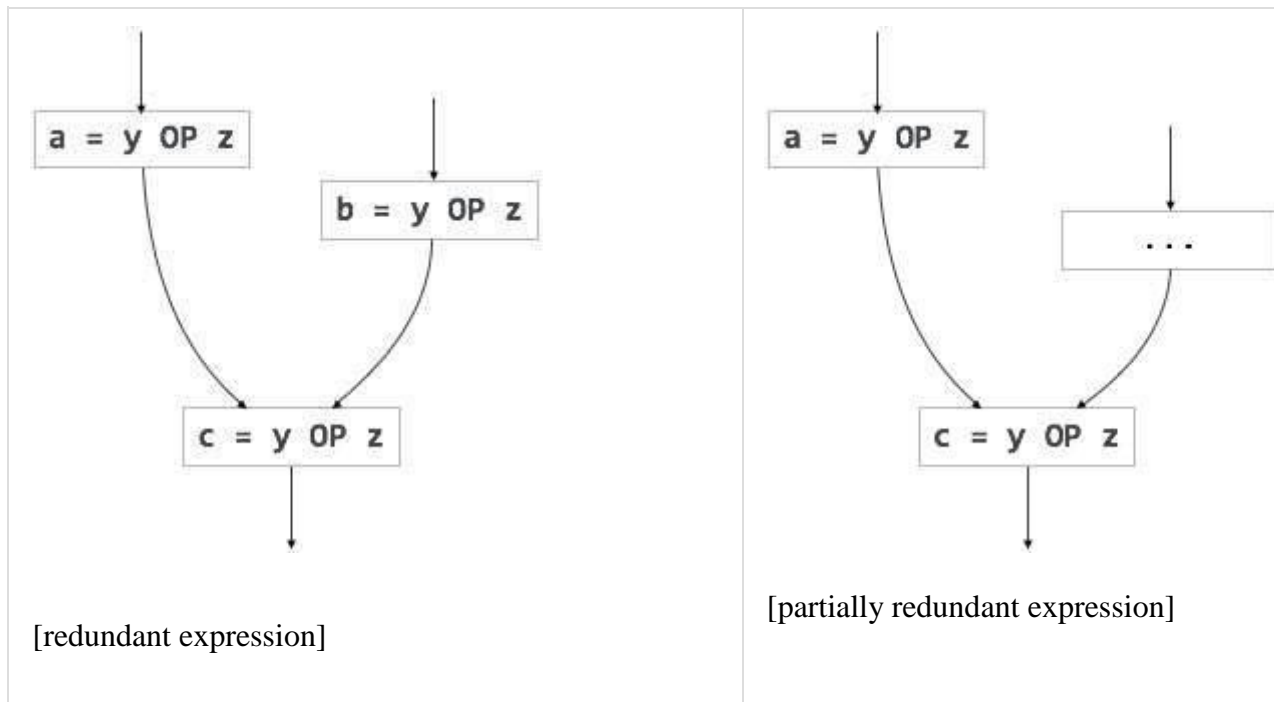 a = y OP z
b = y OP z
c = y OP z
[redundant expression]
a = y OP z
...
c = y OP z
[partially redundant expression]